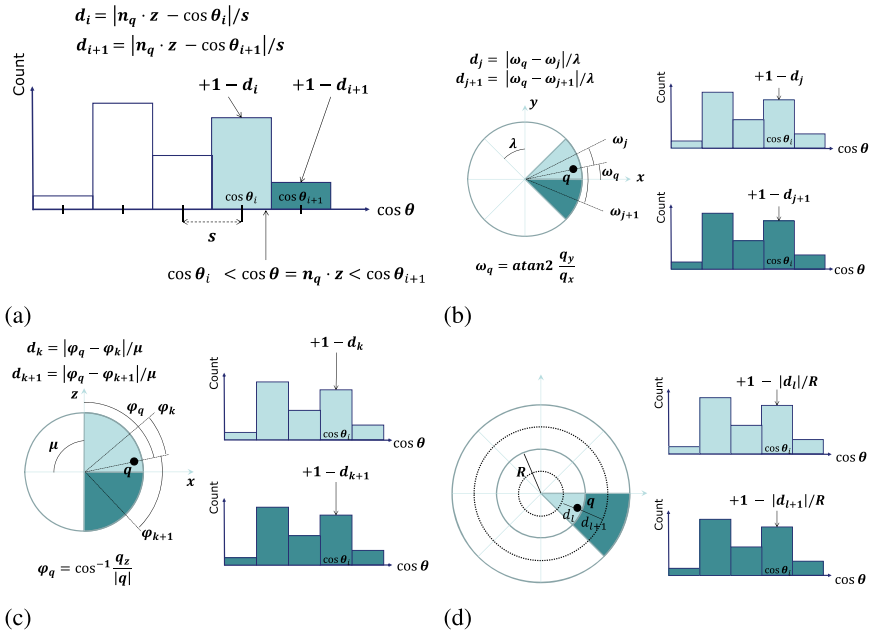 d_i = |n_q · z − cos θ_i|/s
d_{i+1} = |n_q · z − cos θ_{i+1}|/s
Count
+1 − d_i
+1 − d_{i+1}
cos θ_i
cos θ_{i+1}
cos θ
s
cos θ_i < cos θ = n_q · z < cos θ_{i+1}
(a)
d_j = |ω_q − ω_j|/λ
d_{j+1} = |ω_q − ω_{j+1}|/λ
y
λ
ω_j
ω_q
q
x
ω_{j+1}
ω_q = atan2 q_y/q_x
Count
+1 − d_j
cos θ_i
cos θ
Count
+1 − d_{j+1}
cos θ_i
cos θ
(b)
d_k = |φ_q − φ_k|/μ
d_{k+1} = |φ_q − φ_{k+1}|/μ
z
φ_q
φ_k
μ
q
x
φ_{k+1}
φ_q = cos⁻¹ q_z/|q|
Count
+1 − d_k
cos θ_i
cos θ
Count
+1 − d_{k+1}
cos θ_i
cos θ
(c)
R
q
d_l
d_{l+1}
Count
+1 − |d_l|/R
cos θ_i
cos θ
Count
+1 − |d_{l+1}|/R
cos θ_i
cos θ
(d)